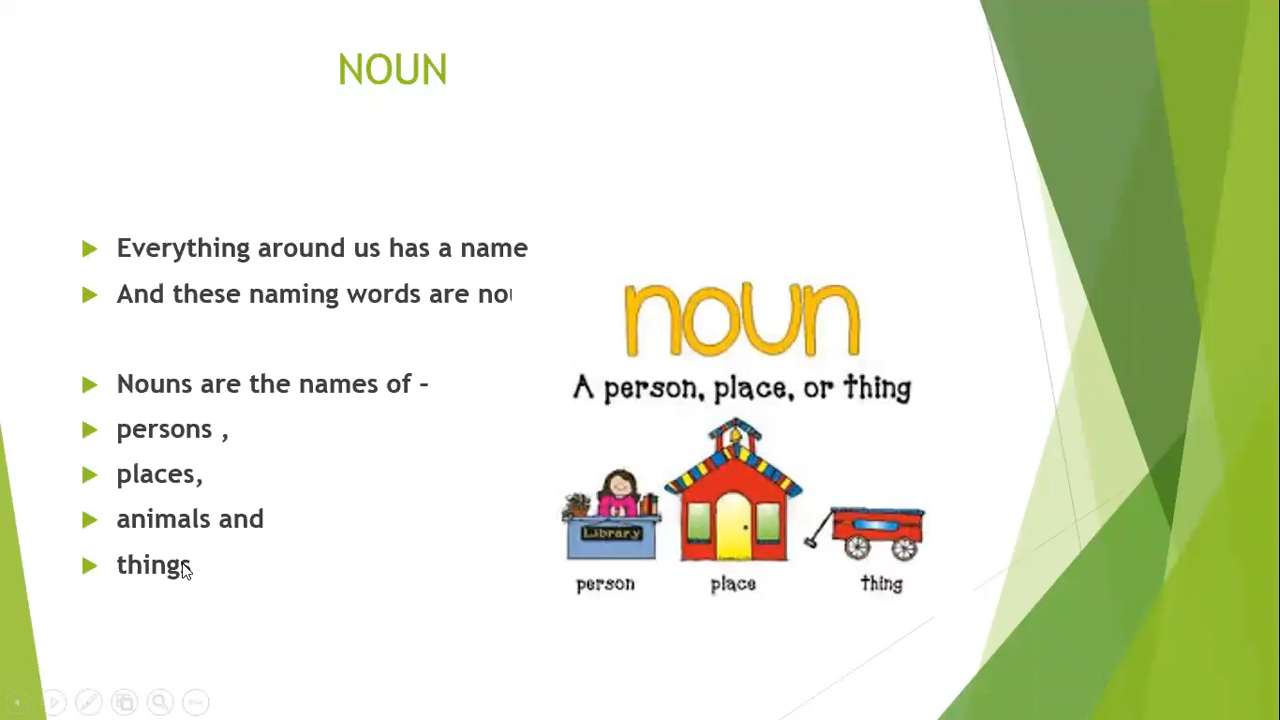 NOUN
Everything around us has a name
And these naming words are
Nouns are the names of –
persons ,
places,
animals and
things
noun
A person, place, or thing
Library
person place thing